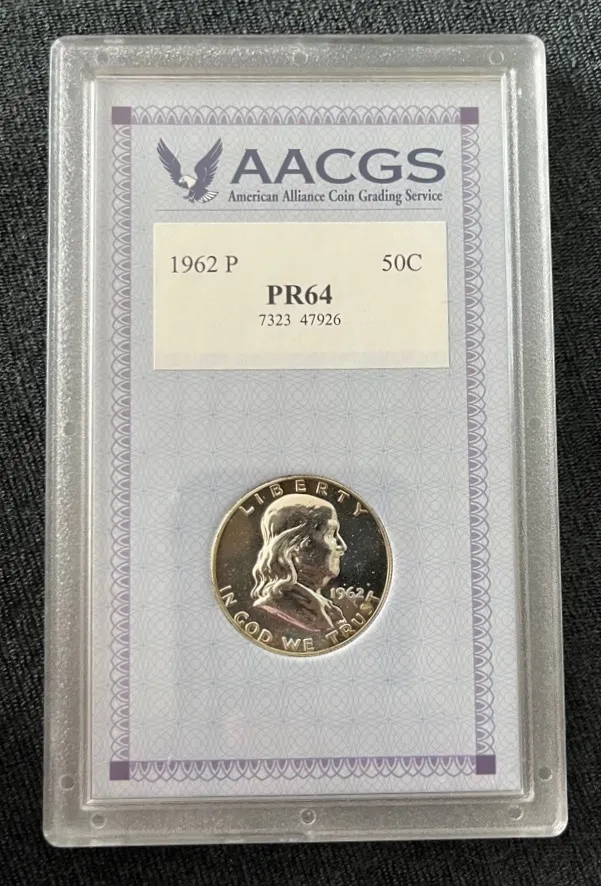 AACGS
American Alliance Coin Grading Service
1962 P 50C
PR64
7323 47926
LIBERTY
1962
IN GOD WE TRUST